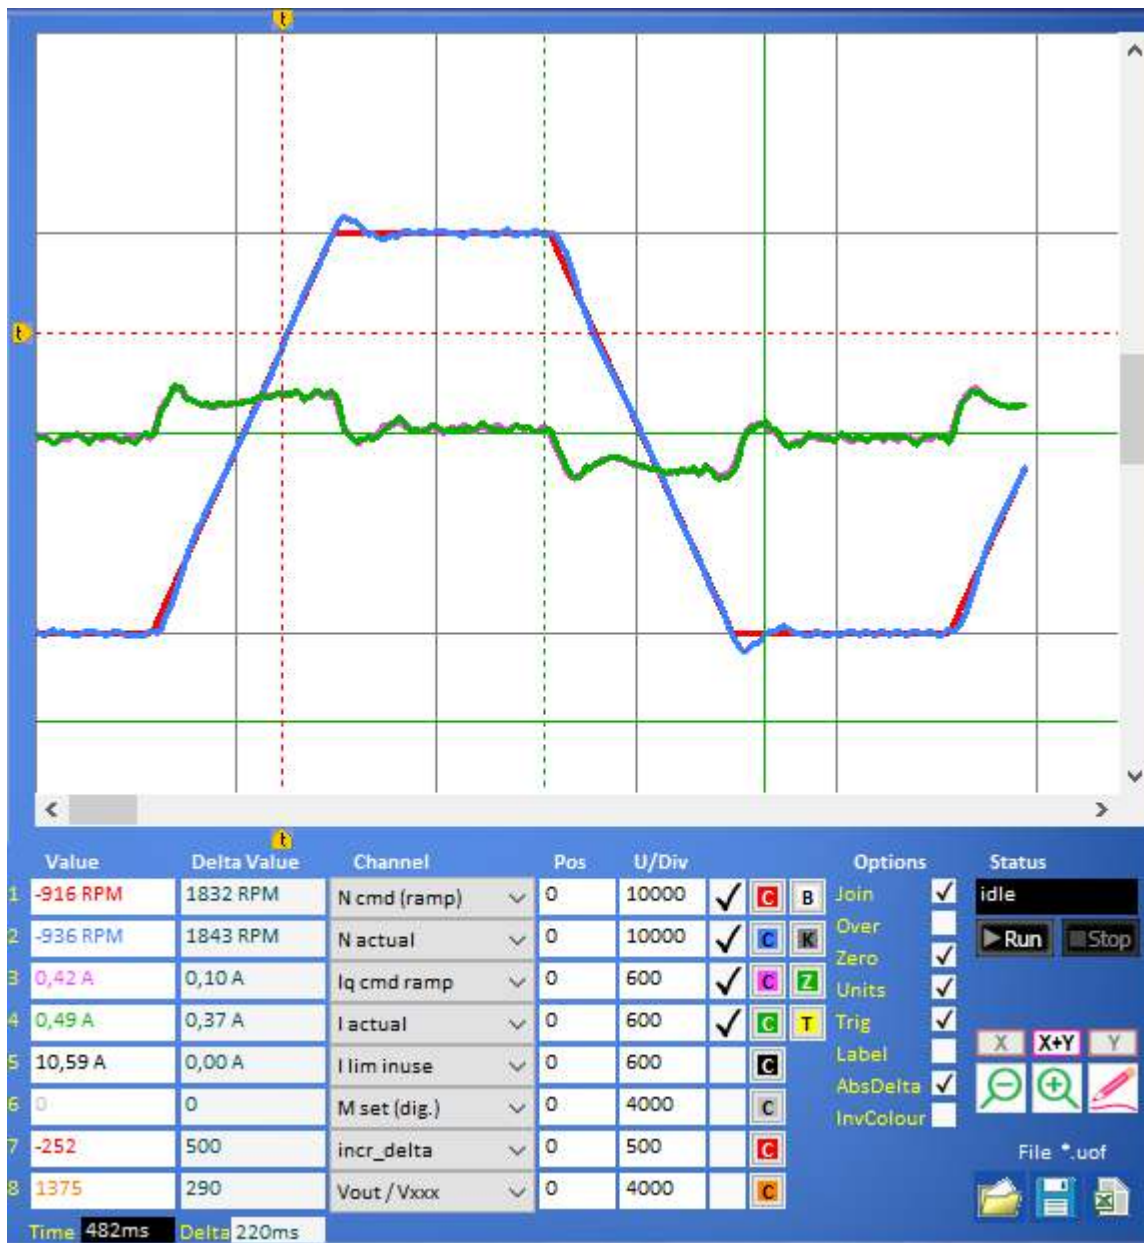 t
t
t
Value Delta Value Channel Pos U/Div Options Status
1 -916 RPM 1832 RPM N cmd (ramp) 0 10000 C B Join idle
2 -936 RPM 1843 RPM N actual 0 10000 C K Over Run Stop
3 0,42 A 0,10 A Iq cmd ramp 0 600 C Z Zero
4 0,49 A 0,37 A I actual 0 600 C T Units
Trig
5 10,59 A 0,00 A I lim inuse 0 600 C Label X X+Y Y
6 0 0 M set (dig.) 0 4000 C AbsDelta
InvColour
7 -252 500 incr_delta 0 500 C File *.uof
8 1375 290 Vout / Vxxx 0 4000 C
Time 482ms Delta 220ms